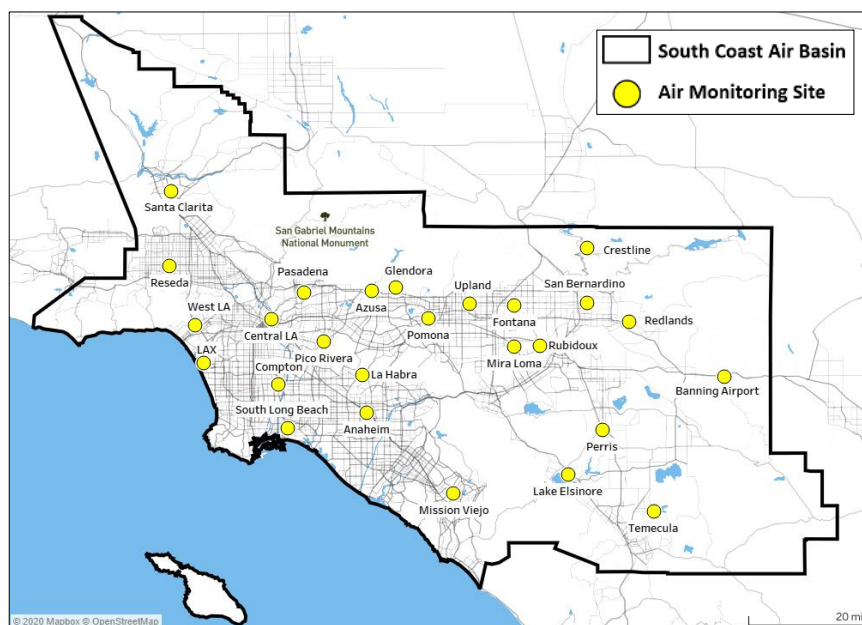 South Coast Air Basin
Air Monitoring Site
Santa Clarita
San Gabriel Mountains
National Monument
Crestline
Reseda
Pasadena
Glendora
Azusa
Upland
San Bernardino
West LA
Central LA
Pomona
Fontana
Redlands
LAX
Pico Rivera
Mira Loma
Rubidoux
Compton
La Habra
Banning Airport
South Long Beach
Anaheim
Perris
Lake Elsinore
Mission Viejo
Temecula
© 2020 Mapbox © OpenStreetMap
20 mi